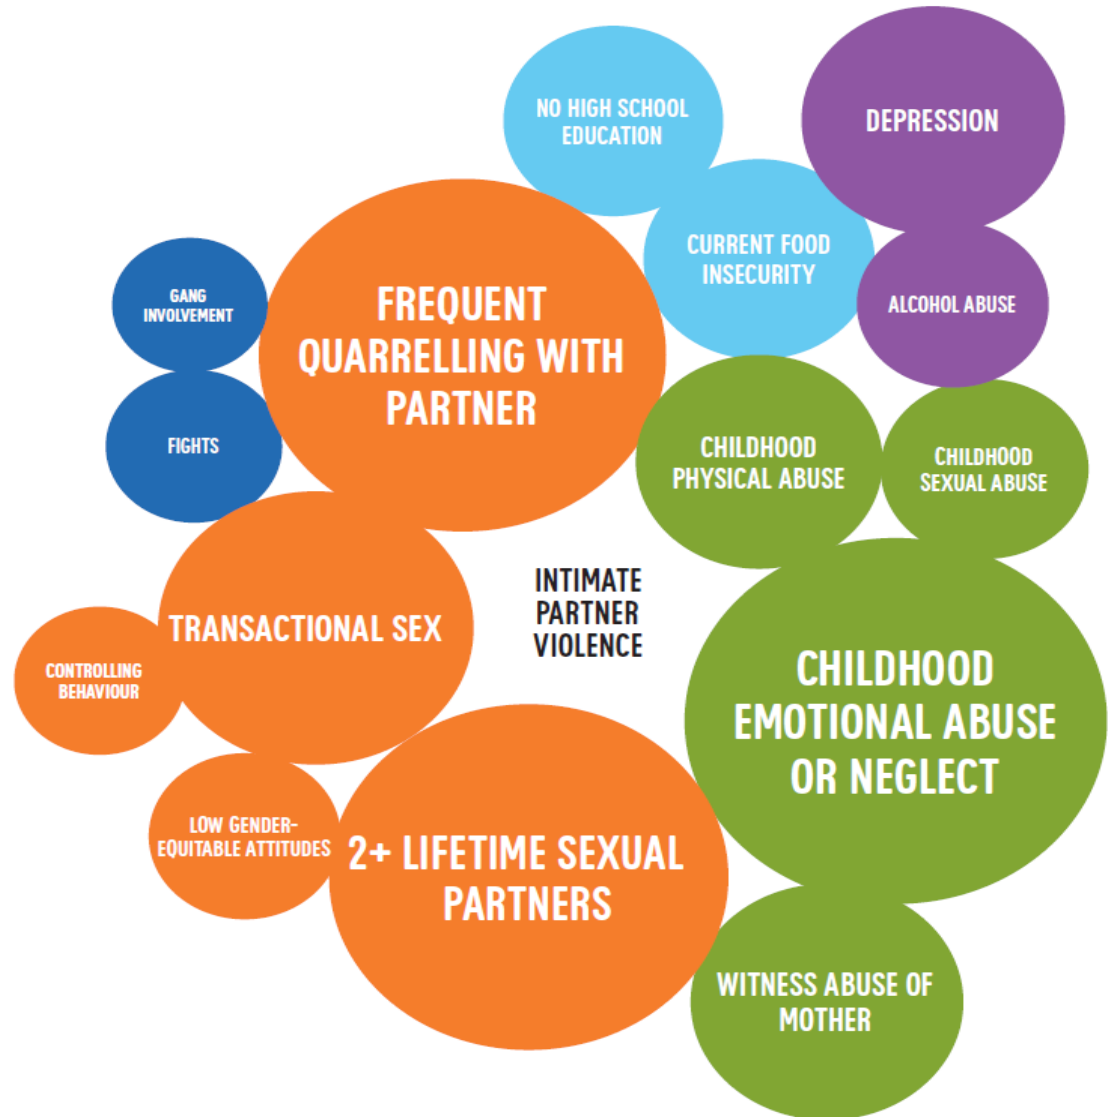 NO HIGH SCHOOL
EDUCATION
DEPRESSION
CURRENT FOOD
INSECURITY
ALCOHOL ABUSE
GANG
INVOLVEMENT
FREQUENT
QUARRELLING WITH
PARTNER
FIGHTS
CHILDHOOD
PHYSICAL ABUSE
CHILDHOOD
SEXUAL ABUSE
INTIMATE
PARTNER
VIOLENCE
TRANSACTIONAL SEX
CONTROLLING
BEHAVIOUR
CHILDHOOD
EMOTIONAL ABUSE
OR NEGLECT
LOW GENDER-
EQUITABLE ATTITUDES
2+ LIFETIME SEXUAL
PARTNERS
WITNESS ABUSE OF
MOTHER